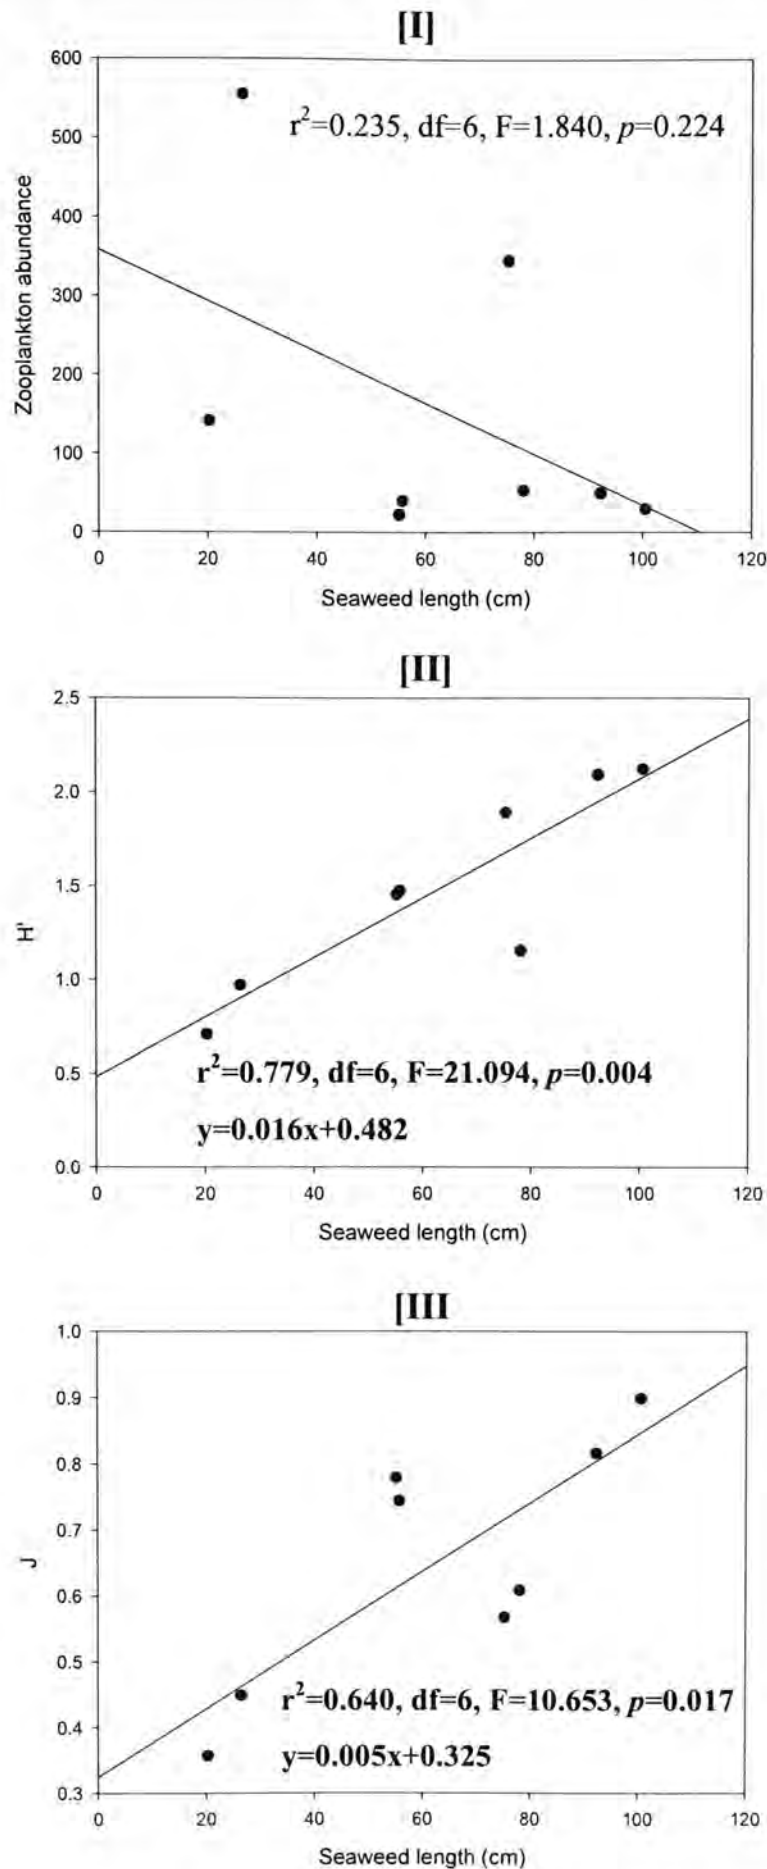 [I]
600
500
400
300
200
100
0
r²=0.235, df=6, F=1.840, p=0.224
Zooplankton abundance
0 20 40 60 80 100 120
Seaweed length (cm)
[II]
2.5
2.0
1.5
1.0
0.5
0.0
H'
r²=0.779, df=6, F=21.094, p=0.004
y=0.016x+0.482
0 20 40 60 80 100 120
Seaweed length (cm)
[III
1.0
0.9
0.8
0.7
0.6
0.5
0.4
0.3
J
r²=0.640, df=6, F=10.653, p=0.017
y=0.005x+0.325
0 20 40 60 80 100 120
Seaweed length (cm)